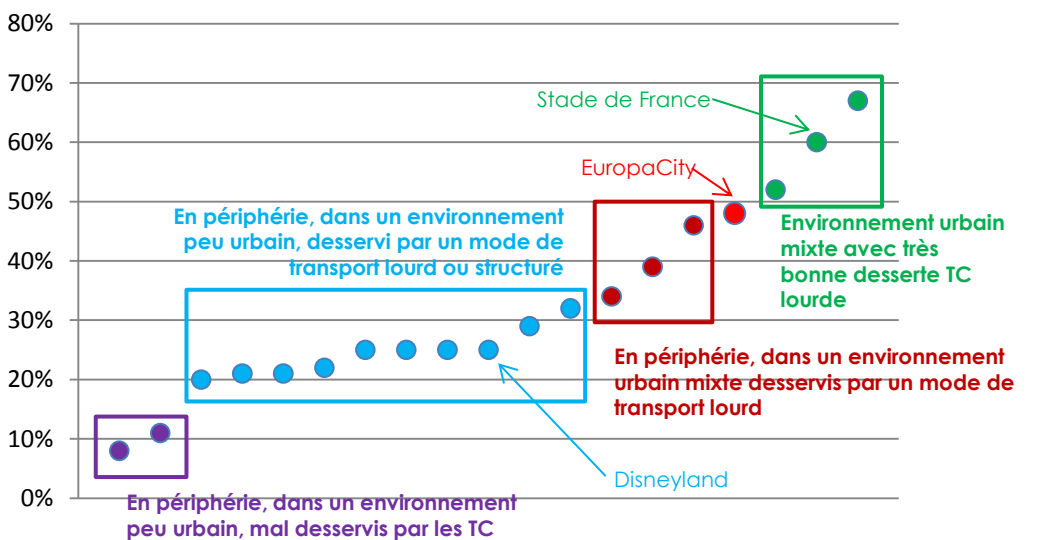 80%
70%
60%
50%
40%
30%
20%
10%
0%
Stade de France
EuropaCity
En périphérie, dans un environnement
peu urbain, desservi par un mode de
transport lourd ou structuré
Environnement urbain
mixte avec très
bonne desserte TC
lourde
En périphérie, dans un environnement
urbain mixte desservis par un mode de
transport lourd
Disneyland
En périphérie, dans un environnement
peu urbain, mal desservis par les TC